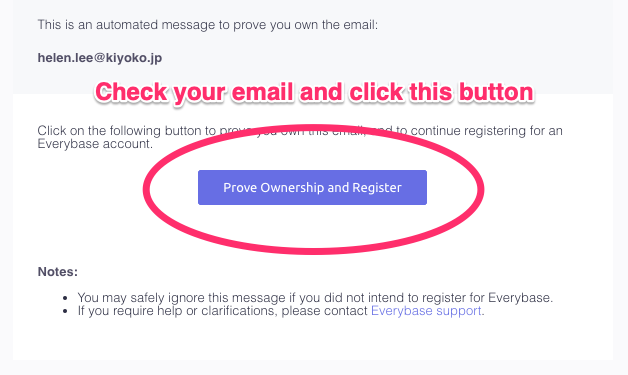 This is an automated message to prove you own the email:
helen.lee@kiyoko.jp
Check your email and click this button
Click on the following button to prove you own this email, and to continue registering for an
Everybase account.
Prove Ownership and Register
Notes:
• You may safely ignore this message if you did not intend to register for Everybase.
• If you require help or clarifications, please contact Everybase support.